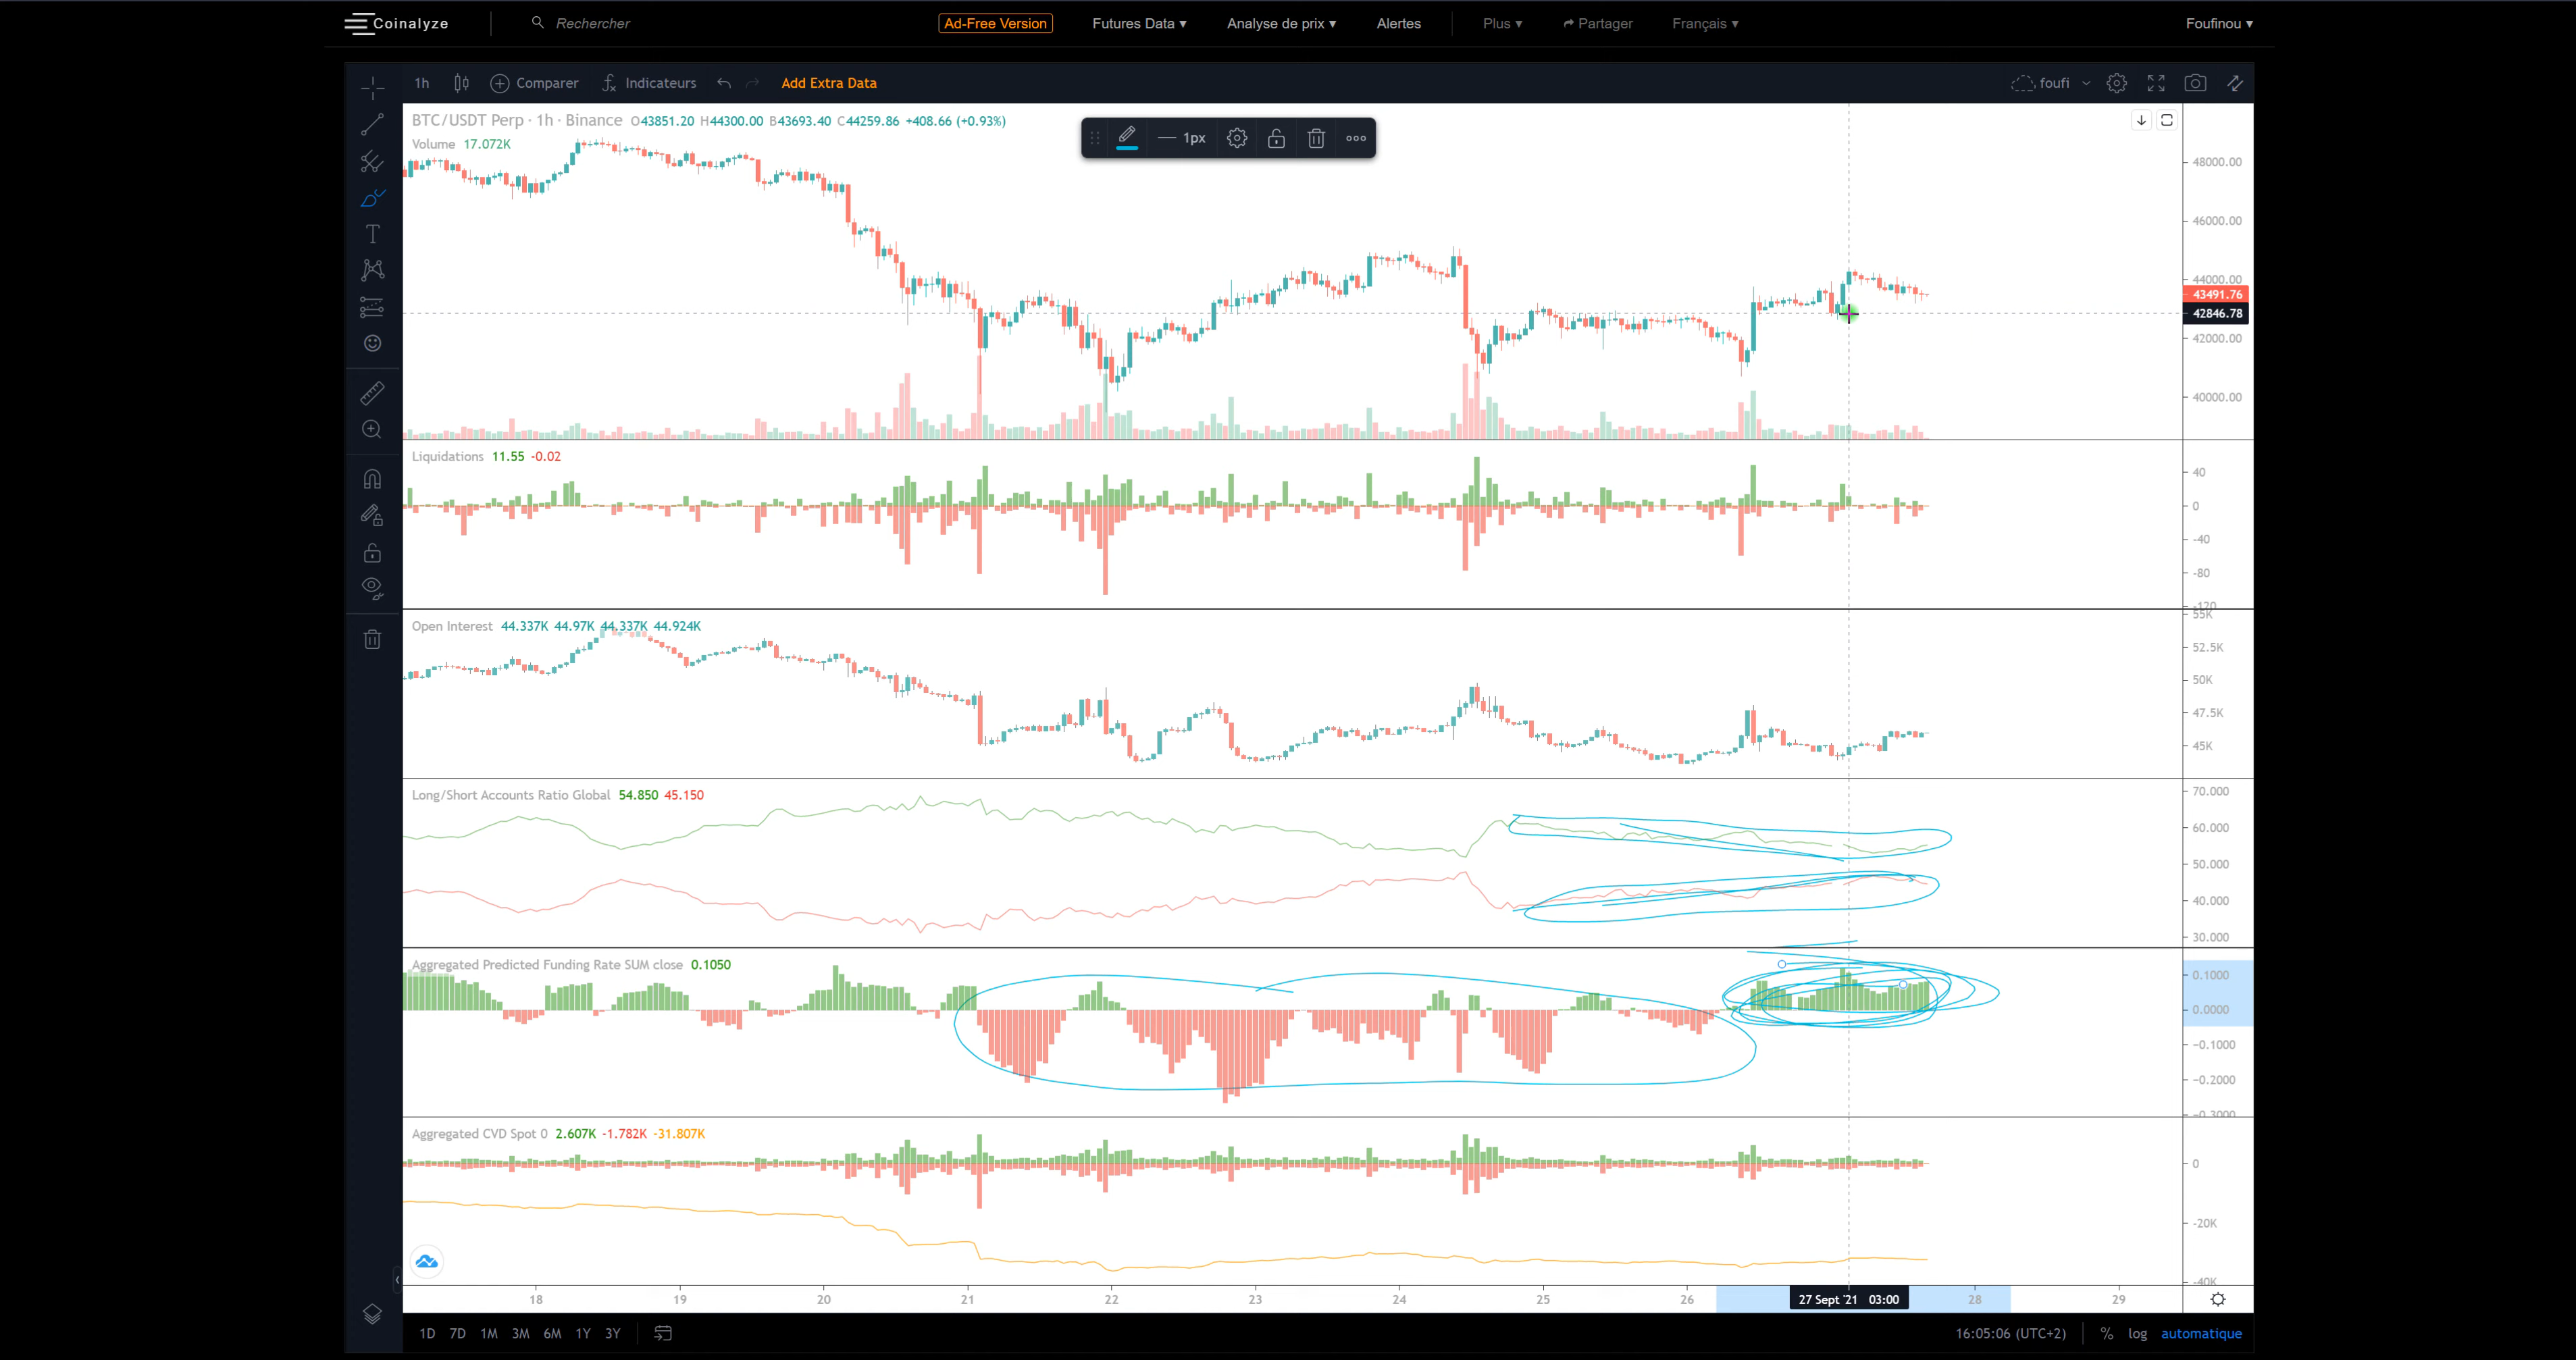 Coinalyze Rechercher Ad-Free Version Futures Data ▾ Analyse de prix ▾ Alertes Plus ▾ Partager Français ▾ Foufinou ▾
1h Comparer Indicateurs Add Extra Data foufi
BTC/USDT Perp · 1h · Binance O43851.20 H44300.00 B43693.40 C44259.86 +408.66 (+0.93%)
1px
Volume 17.072K
48000.00
46000.00
44000.00
43491.76
42846.78
42000.00
40000.00
Liquidations 11.55 -0.02
40
0
-40
-80
-120
Open Interest 44.337K 44.97K 44.337K 44.924K
55K
52.5K
50K
47.5K
45K
Long/Short Accounts Ratio Global 54.850 45.150
70.000
60.000
50.000
40.000
30.000
Aggregated Predicted Funding Rate SUM close 0.1050
0.1000
0.0000
-0.1000
-0.2000
-0.3000
Aggregated CVD Spot 0 2.607K -1.782K -31.807K
0
-20K
-40K
18 19 20 21 22 23 24 25 26 27 Sept '21 03:00 28 29
1D 7D 1M 3M 6M 1Y 3Y 16:05:06 (UTC+2) % log automatique